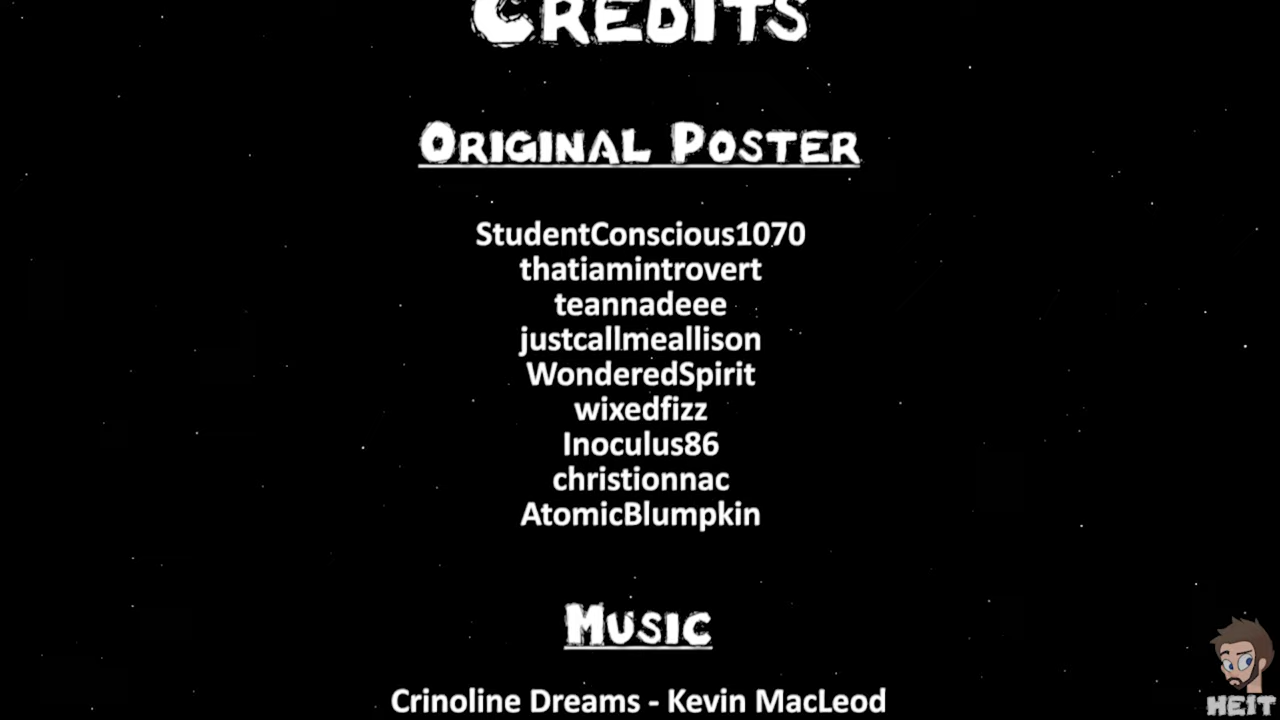 CREDITS
ORIGINAL POSTER
StudentConscious1070
thatiamintrovert
teannadeee
justcallmeallison
WonderedSpirit
wixedfizz
Inoculus86
christionnac
AtomicBlumpkin
MUSIC
Crinoline Dreams - Kevin MacLeod
HEIT